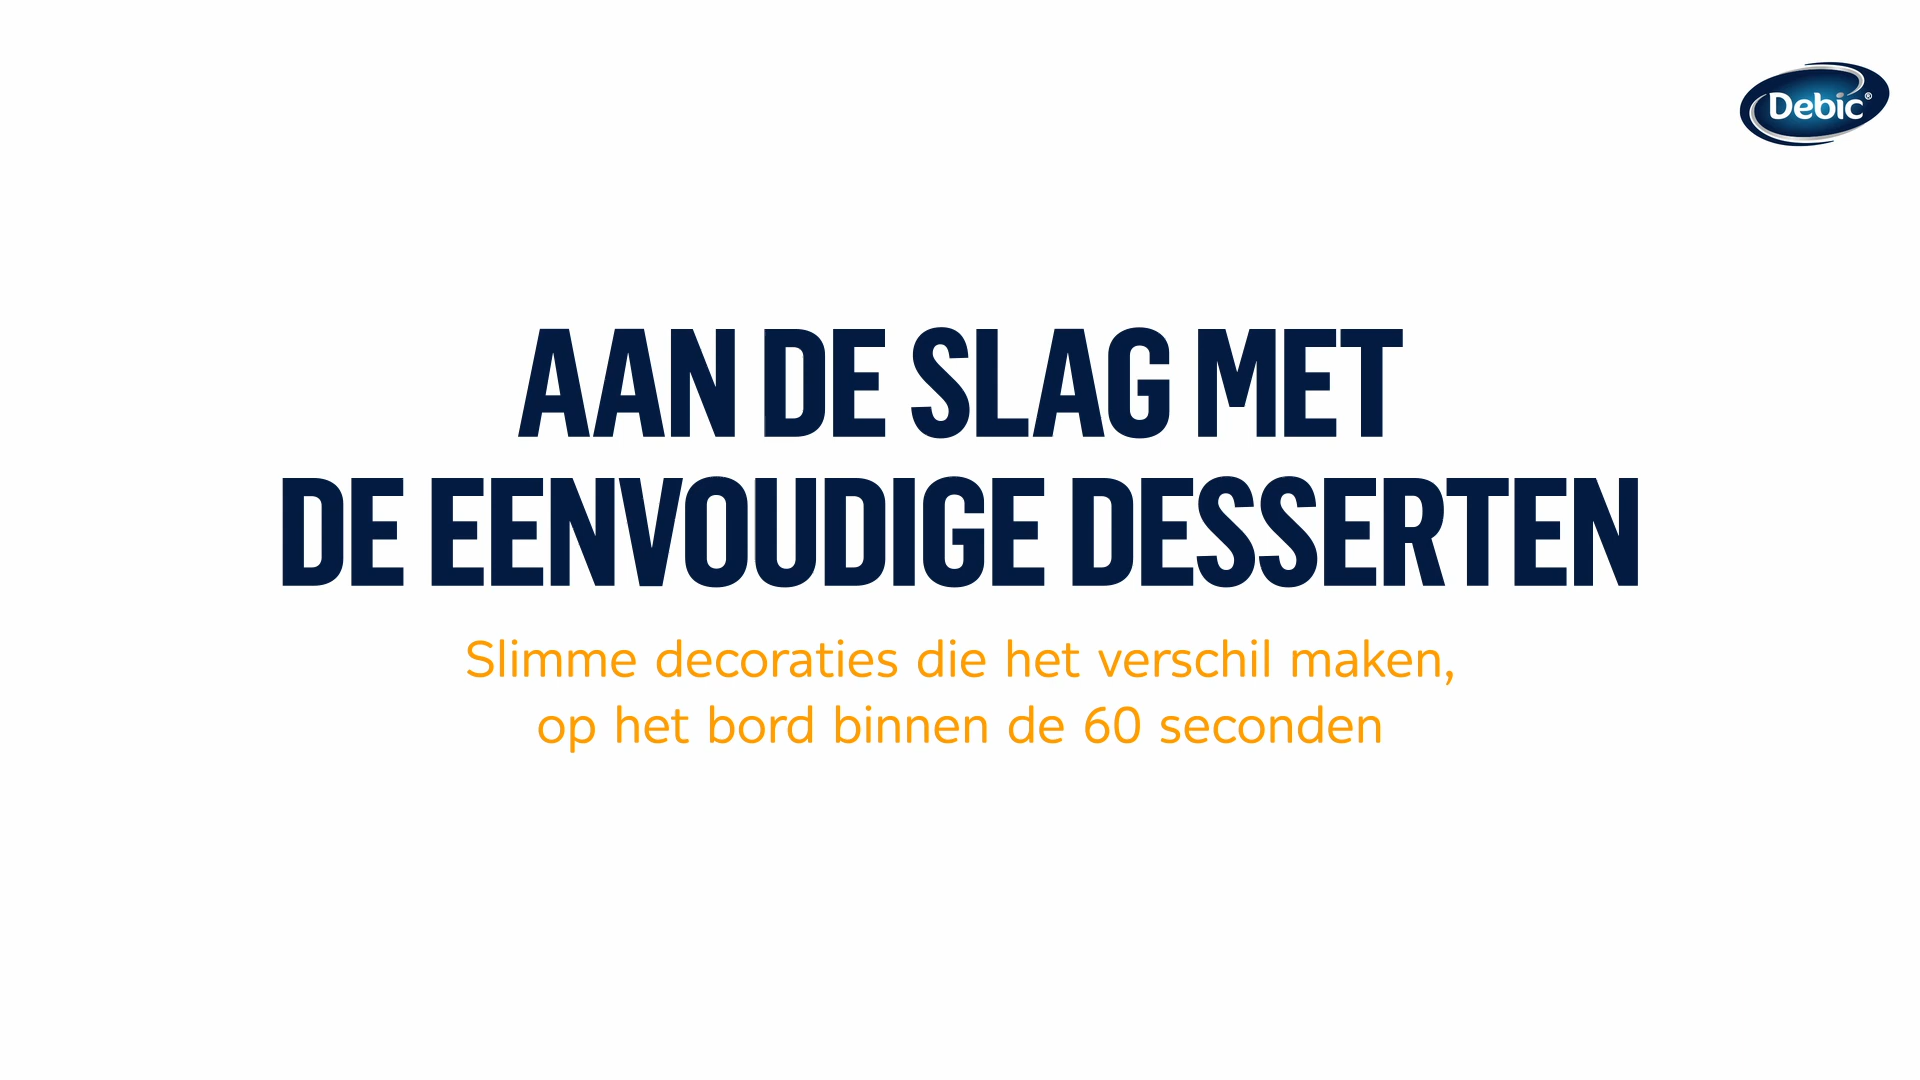 Debic®
AAN DE SLAG MET
DE EENVOUDIGE DESSERTEN
Slimme decoraties die het verschil maken,
op het bord binnen de 60 seconden